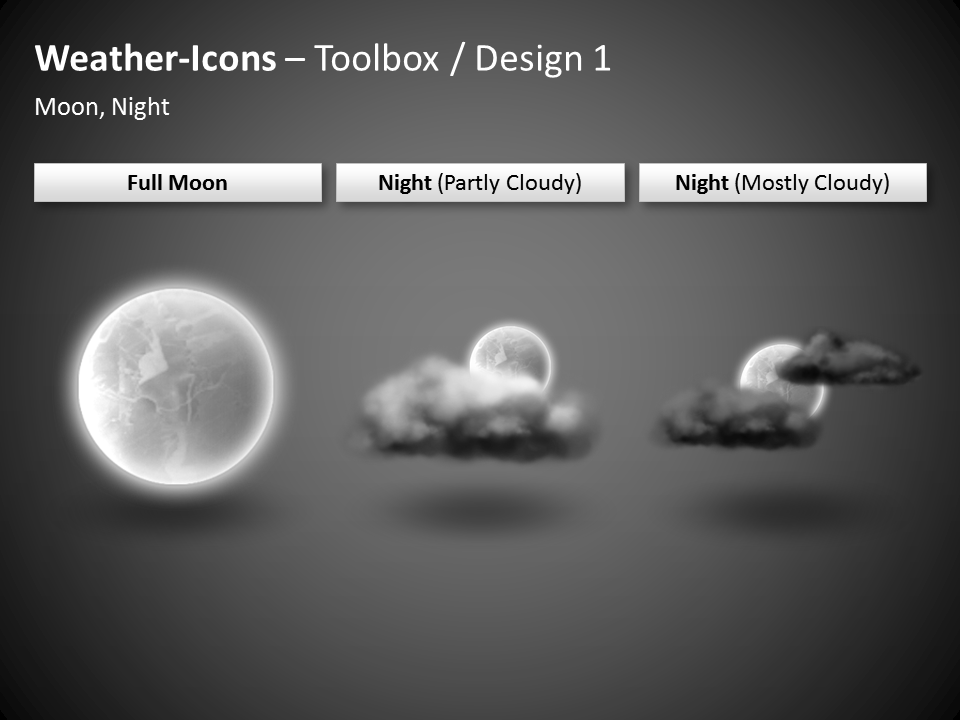 Weather-Icons – Toolbox / Design 1
Moon, Night
Full Moon
Night (Partly Cloudy)
Night (Mostly Cloudy)